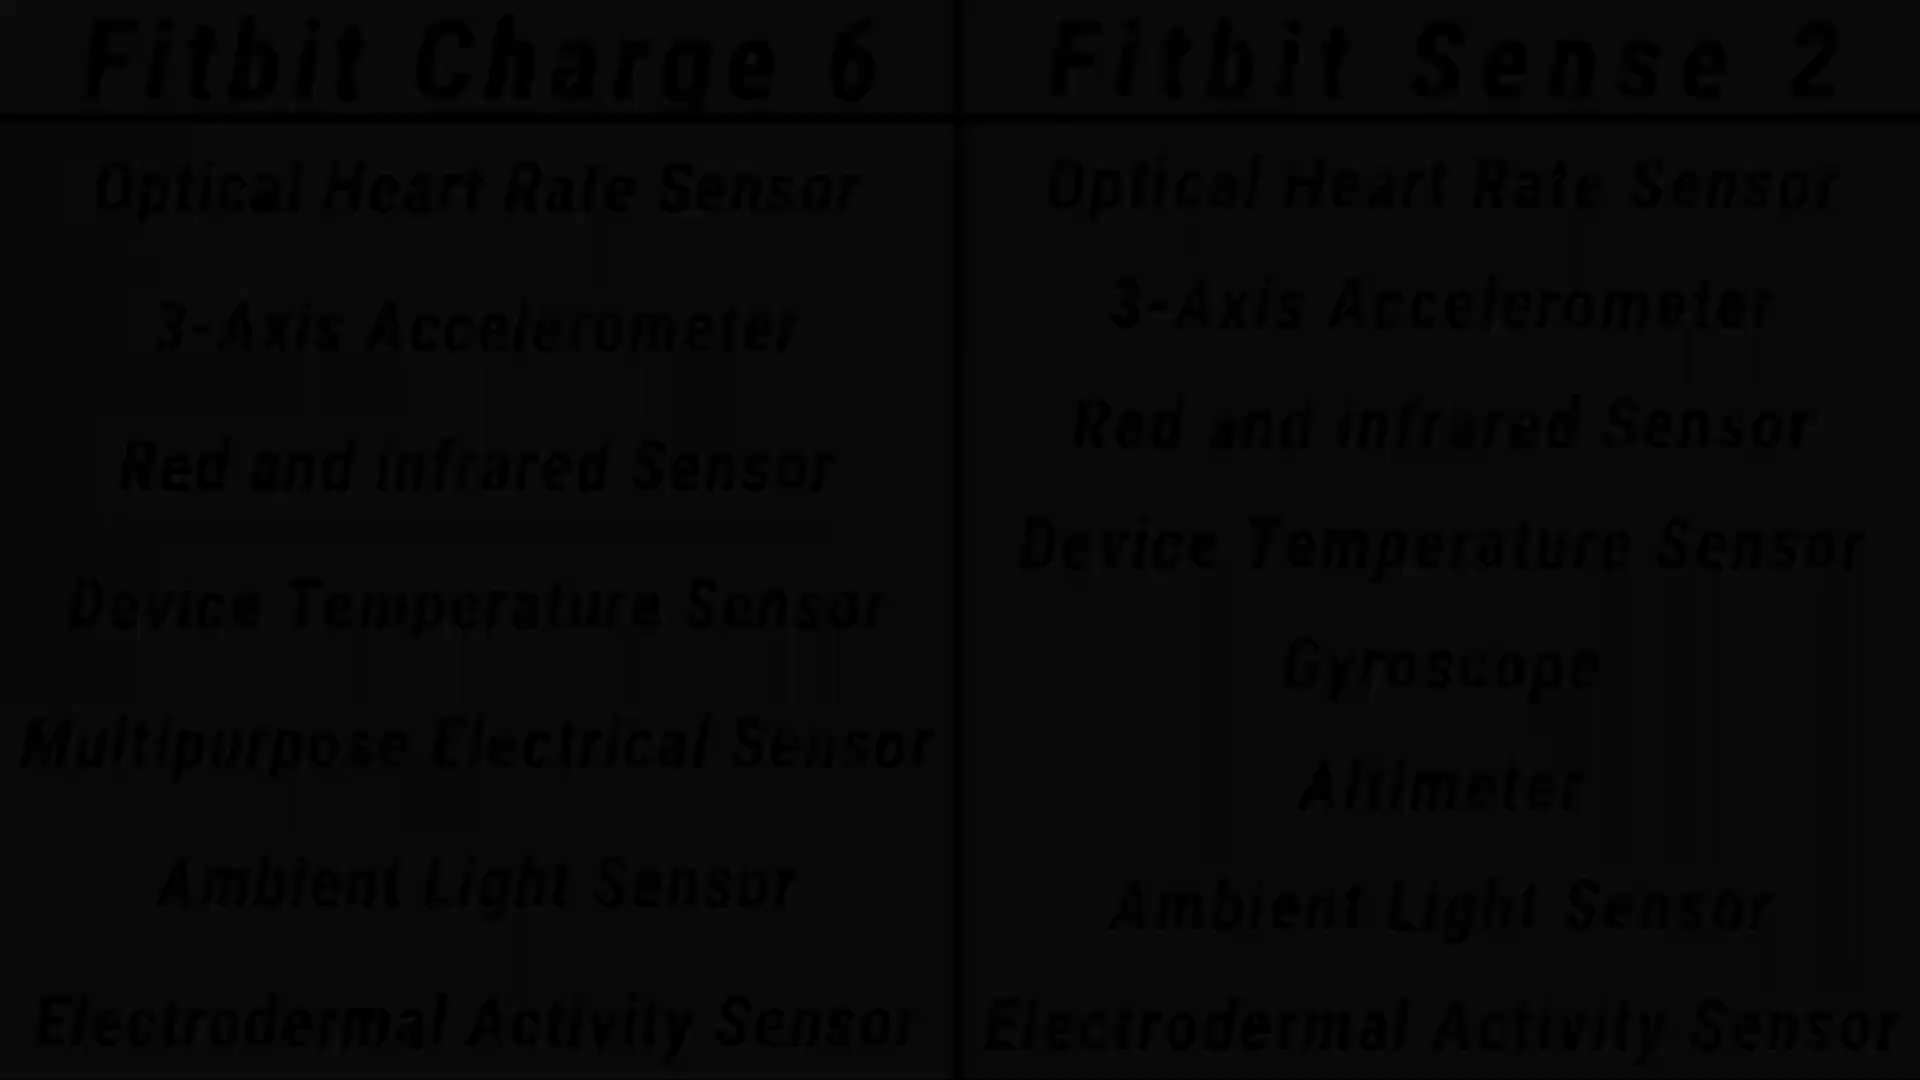 Fitbit Charge 6
Optical Heart Rate Sensor
3-Axis Accelerometer
Red and infrared Sensor
Device Temperature Sensor
Multipurpose Electrical Sensor
Ambient Light Sensor
Electrodermal Activity Sensor
Fitbit Sense 2
Optical Heart Rate Sensor
3-Axis Accelerometer
Red and infrared Sensor
Device Temperature Sensor
Gyroscope
Altimeter
Ambient Light Sensor
Electrodermal Activity Sensor